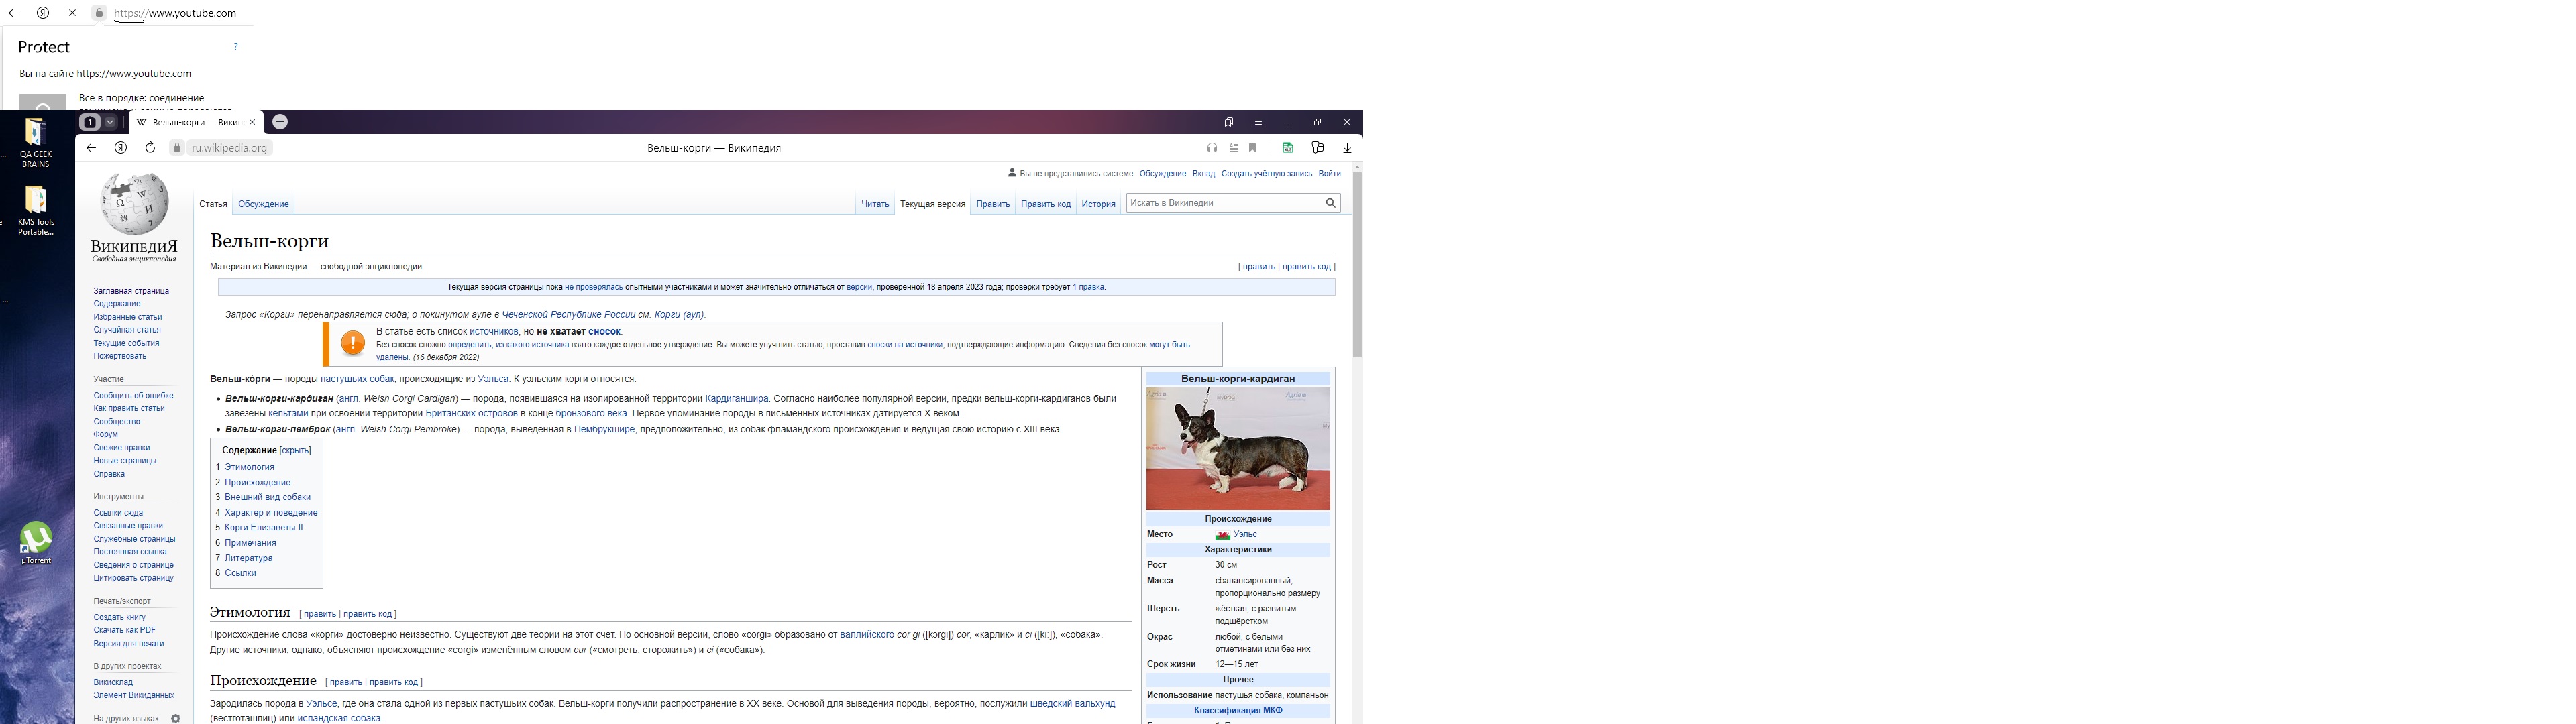 https://www.youtube.com
Protect
?
Вы на сайте https://www.youtube.com
Всё в порядке: соединение
1
W Вельш-корги — Викип
ru.wikipedia.org
Вельш-корги — Википедия
QA GEEK
BRAINS
KMS Tools
Portable...
µTorrent
Вы не представились системе Обсуждение Вклад Создать учётную запись Войти
Статья Обсуждение
Читать Текущая версия Править Править код История Искать в Википедии
ВикипедиЯ
Свободная энциклопедия
Заглавная страница
Содержание
Избранные статьи
Случайная статья
Текущие события
Пожертвовать
Участие
Сообщить об ошибке
Как править статьи
Сообщество
Форум
Свежие правки
Новые страницы
Справка
Инструменты
Ссылки сюда
Связанные правки
Служебные страницы
Постоянная ссылка
Сведения о странице
Цитировать страницу
Печать/экспорт
Создать книгу
Скачать как PDF
Версия для печати
В других проектах
Викисклад
Элемент Викиданных
На других языках
Вельш-корги
Материал из Википедии — свободной энциклопедии
[ править | править код ]
Текущая версия страницы пока не проверялась опытными участниками и может значительно отличаться от версии, проверенной 18 апреля 2023 года; проверки требует 1 правка.
Запрос «Корги» перенаправляется сюда; о покинутом ауле в Чеченской Республике России см. Корги (аул).
В статье есть список источников, но не хватает сносок.
Без сносок сложно определить, из какого источника взято каждое отдельное утверждение. Вы можете улучшить статью, проставив сноски на источники, подтверждающие информацию. Сведения без сносок могут быть
удалены. (16 декабря 2022)
Вельш-ко́рги — породы пастушьих собак, происходящие из Уэльса. К уэльским корги относятся:
Вельш-корги-кардиган (англ. Welsh Corgi Cardigan) — порода, появившаяся на изолированной территории Кардиганшира. Согласно наиболее популярной версии, предки вельш-корги-кардиганов были
завезены кельтами при освоении территории Британских островов в конце бронзового века. Первое упоминание породы в письменных источниках датируется X веком.
Вельш-корги-пемброк (англ. Welsh Corgi Pembroke) — порода, выведенная в Пембрукшире, предположительно, из собак фламандского происхождения и ведущая свою историю с XIII века.
Содержание [скрыть]
1 Этимология
2 Происхождение
3 Внешний вид собаки
4 Характер и поведение
5 Корги Елизаветы II
6 Примечания
7 Литература
8 Ссылки
Этимология [ править | править код ]
Происхождение слова «корги» достоверно неизвестно. Существуют две теории на этот счёт. По основной версии, слово «corgi» образовано от валлийского cor gi ([kɔrgi]) cor, «карлик» и ci ([kiː]), «собака».
Другие источники, однако, объясняют происхождение «corgi» изменённым словом cur («смотреть, сторожить») и ci («собака»).
Происхождение [ править | править код ]
Зародилась порода в Уэльсе, где она стала одной из первых пастушьих собак. Вельш-корги получили распространение в XX веке. Основой для выведения породы, вероятно, послужили шведский вальхунд
(вестготашпиц) или исландская собака.
Вельш-корги-кардиган
Происхождение
Место Уэльс
Характеристики
Рост 30 см
Масса сбалансированный,
пропорционально размеру
Шерсть жёсткая, с развитым
подшёрстком
Окрас любой, с белыми
отметинами или без них
Срок жизни 12—15 лет
Прочее
Использование пастушья собака, компаньон
Классификация МКФ